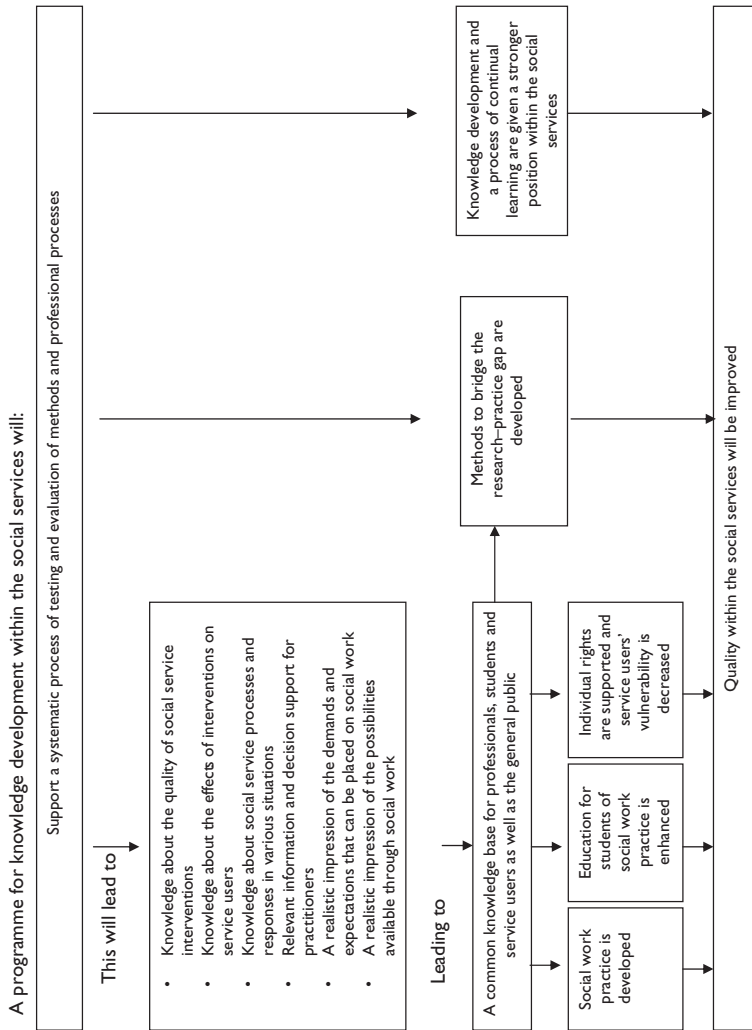 A programme for knowledge development within the social services will:
Support a systematic process of testing and evaluation of methods and professional processes
This will lead to
• Knowledge about the quality of social service
interventions
• Knowledge about the effects of interventions on
service users
• Knowledge about social service processes and
responses in various situations
• Relevant information and decision support for
practitioners
• A realistic impression of the demands and
expectations that can be placed on social work
• A realistic impression of the possibilities
available through social work
Leading to
A common knowledge base for professionals, students and
service users as well as the general public
Methods to bridge the
research–practice gap are
developed
Knowledge development and
a process of continual
learning are given a stronger
position within the social
services
Social work
practice is
developed
Education for
students of
social work
practice is
enhanced
Individual rights
are supported and
service users'
vulnerability is
decreased
Quality within the social services will be improved